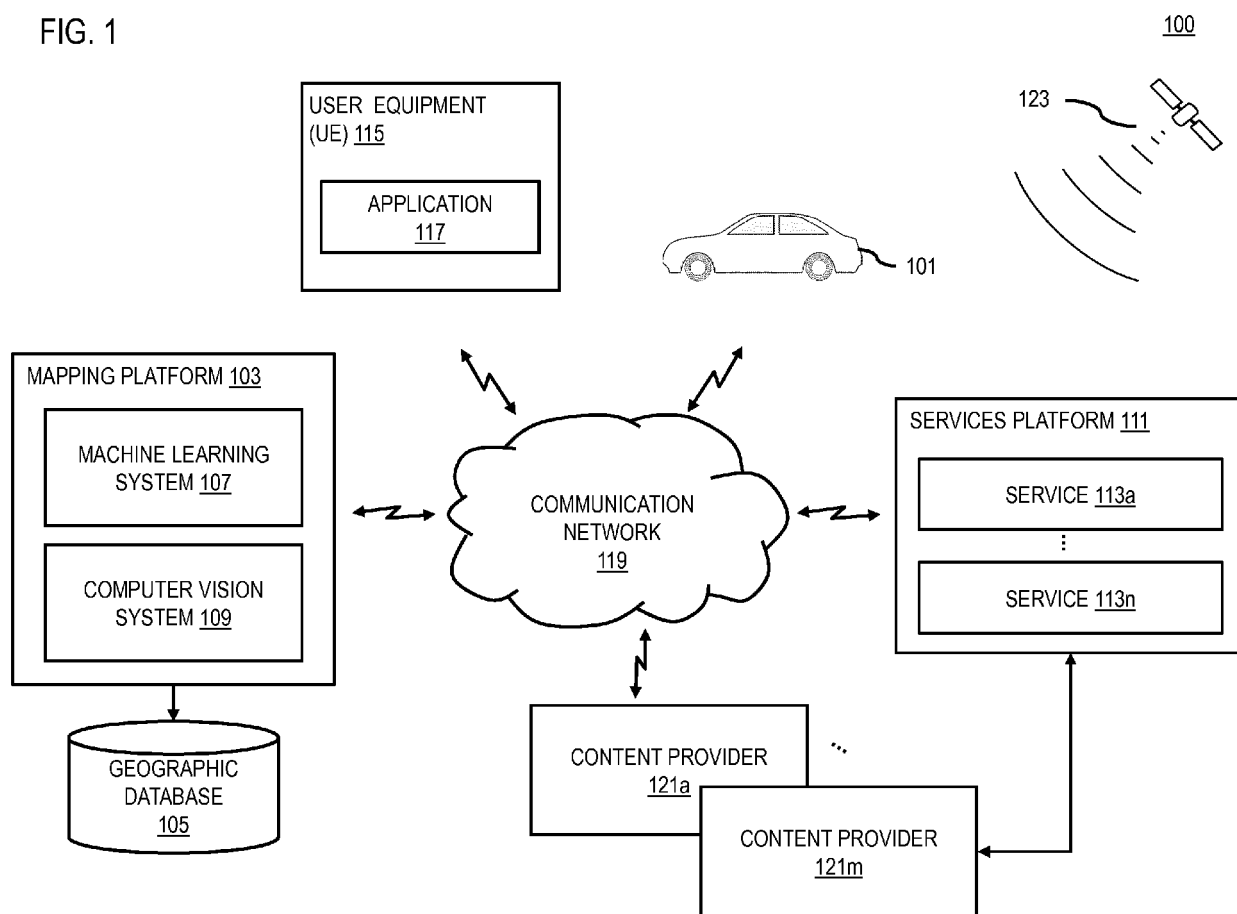 FIG. 1
100
USER EQUIPMENT
(UE) 115
APPLICATION
117
123
101
MAPPING PLATFORM 103
MACHINE LEARNING
SYSTEM 107
COMPUTER VISION
SYSTEM 109
COMMUNICATION
NETWORK
119
SERVICES PLATFORM 111
SERVICE 113a
...
SERVICE 113n
GEOGRAPHIC
DATABASE
105
CONTENT PROVIDER
121a
...
CONTENT PROVIDER
121m